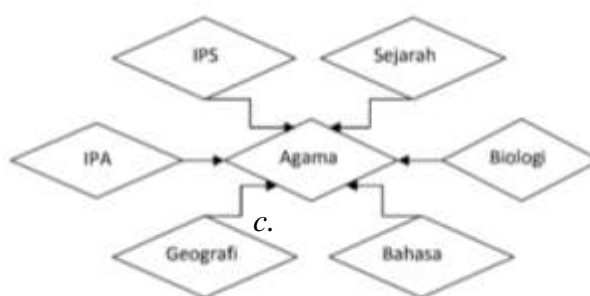 IPS
Sejarah
IPA
Agama
Biologi
c.
Geografi
Bahasa